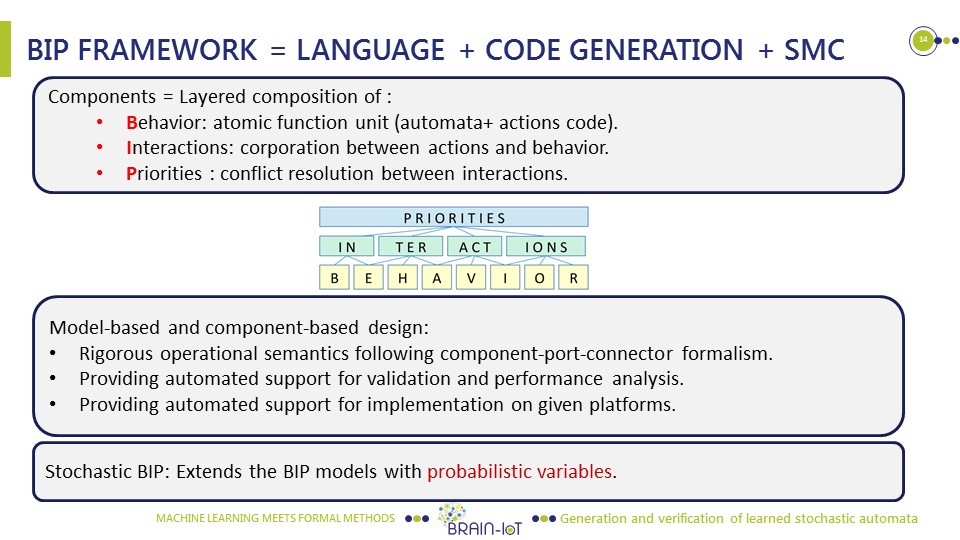 BIP FRAMEWORK = LANGUAGE + CODE GENERATION + SMC
14
Components = Layered composition of :
• Behavior: atomic function unit (automata+ actions code).
• Interactions: corporation between actions and behavior.
• Priorities : conflict resolution between interactions.
PRIORITIES
IN TER ACT IONS
B E H A V I O R
Model-based and component-based design:
• Rigorous operational semantics following component-port-connector formalism.
• Providing automated support for validation and performance analysis.
• Providing automated support for implementation on given platforms.
Stochastic BIP: Extends the BIP models with probabilistic variables.
MACHINE LEARNING MEETS FORMAL METHODS
BRAIN-IoT
Generation and verification of learned stochastic automata